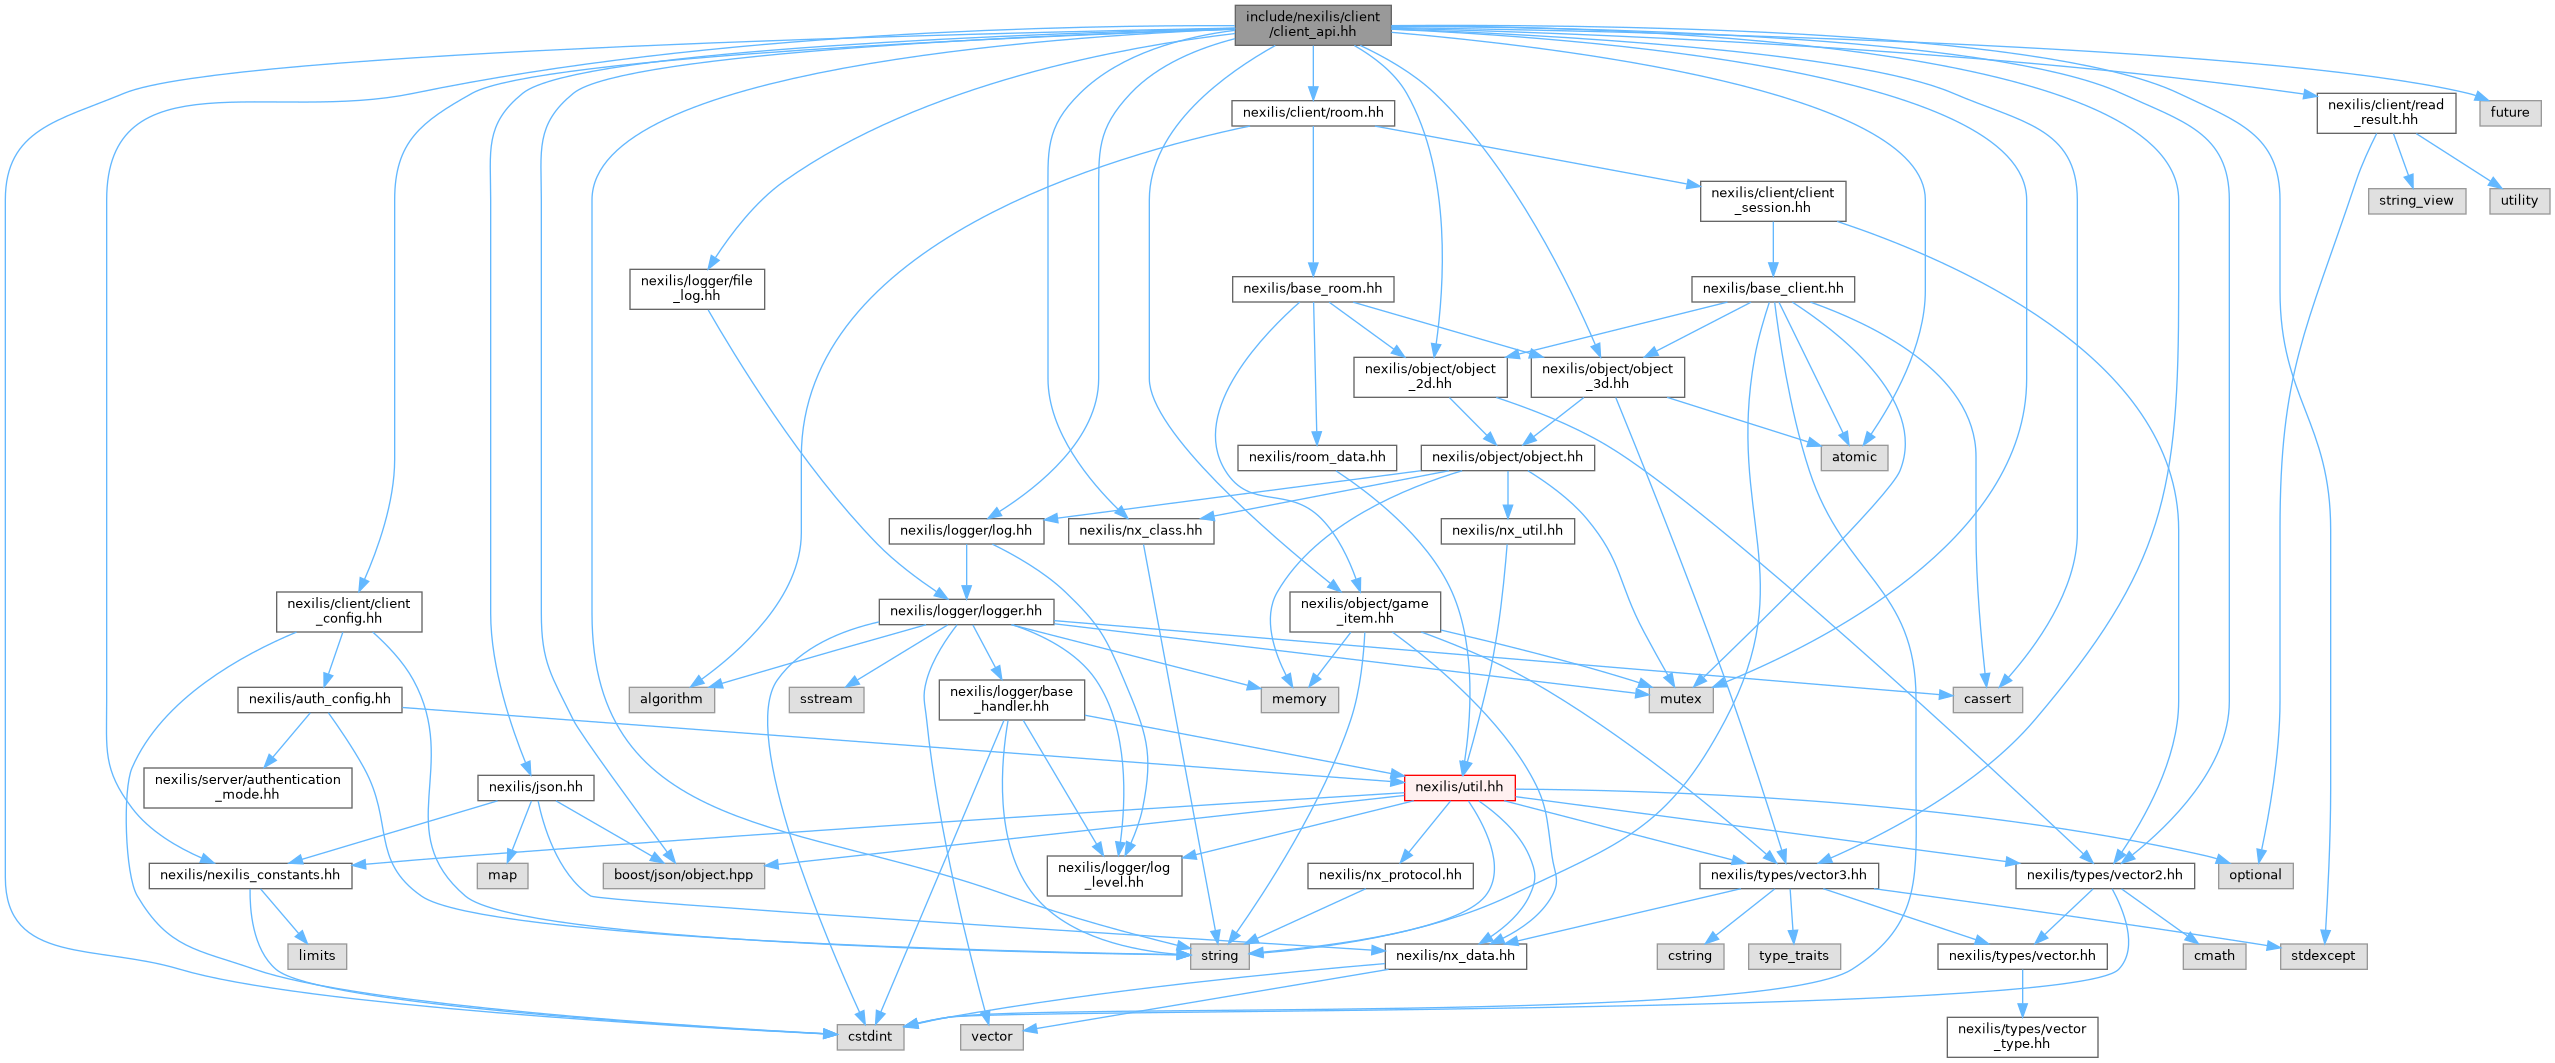 include/nexilis/client
/client_api.hh
nexilis/client/read
_result.hh
future
nexilis/client/room.hh
nexilis/client/client
_session.hh
string_view
utility
nexilis/logger/file
_log.hh
nexilis/base_room.hh
nexilis/base_client.hh
nexilis/object/object
_2d.hh
nexilis/object/object
_3d.hh
nexilis/room_data.hh
nexilis/object/object.hh
atomic
nexilis/logger/log.hh
nexilis/nx_class.hh
nexilis/nx_util.hh
nexilis/client/client
_config.hh
nexilis/logger/logger.hh
nexilis/object/game
_item.hh
nexilis/auth_config.hh
algorithm
sstream
nexilis/logger/base
_handler.hh
memory
mutex
cassert
nexilis/server/authentication
_mode.hh
nexilis/json.hh
nexilis/util.hh
nexilis/nexilis_constants.hh
map
boost/json/object.hpp
nexilis/logger/log
_level.hh
nexilis/nx_protocol.hh
nexilis/types/vector3.hh
nexilis/types/vector2.hh
optional
limits
string
nexilis/nx_data.hh
cstring
type_traits
nexilis/types/vector.hh
cmath
stdexcept
cstdint
vector
nexilis/types/vector
_type.hh